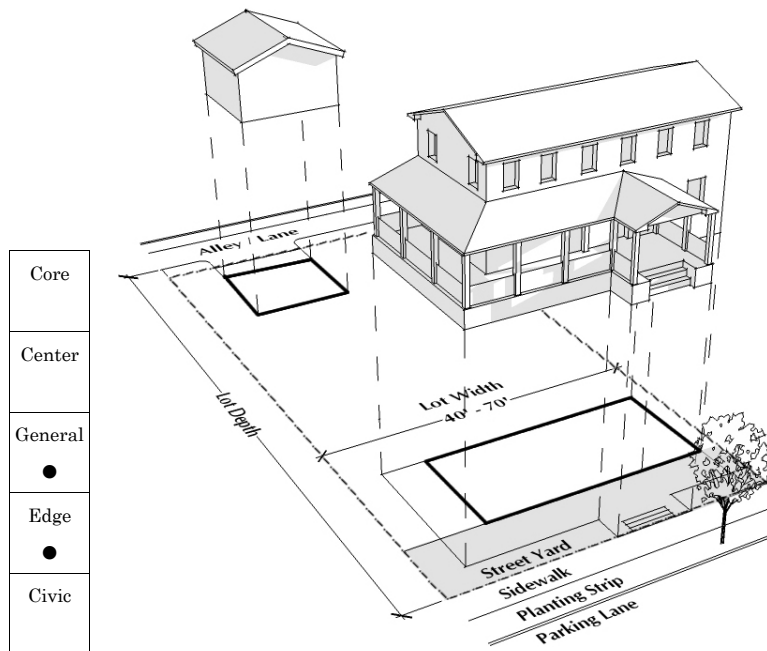 Core
Center
General
Edge
Civic
Alley / Lane
Lot Depth
Lot Width
40' - 70'
Street Yard
Sidewalk
Planting Strip
Parking Lane